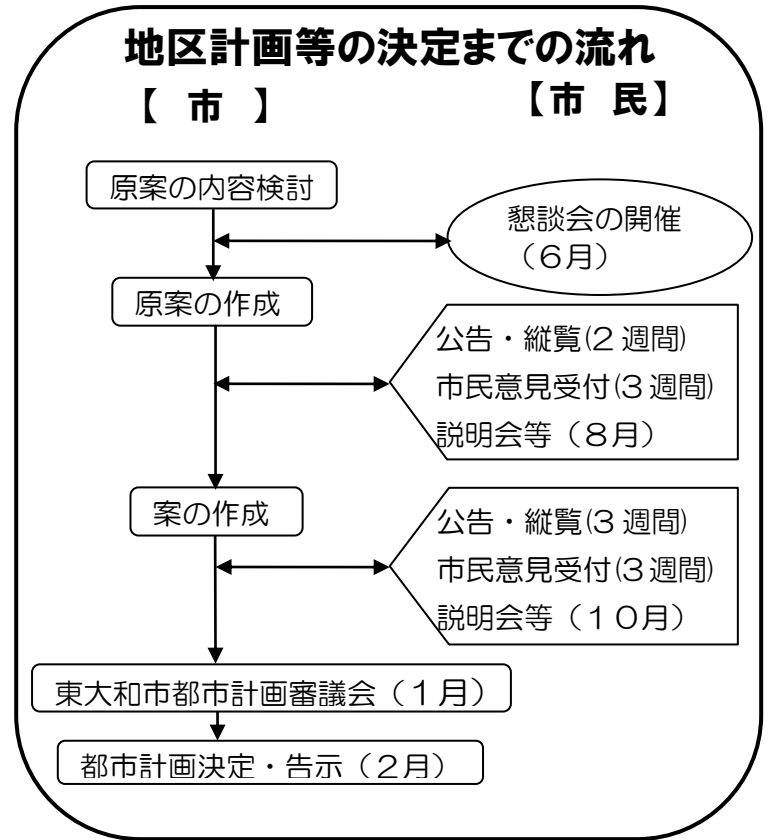 地区計画等の決定までの流れ
【 市 】
【市 民】
原案の内容検討
懇談会の開催
（６月）
原案の作成
公告・縦覧(２週間)
市民意見受付(３週間)
説明会等（８月）
案の作成
公告・縦覧(３週間)
市民意見受付(３週間)
説明会等（１０月）
東大和市都市計画審議会（１月）
都市計画決定・告示（２月）